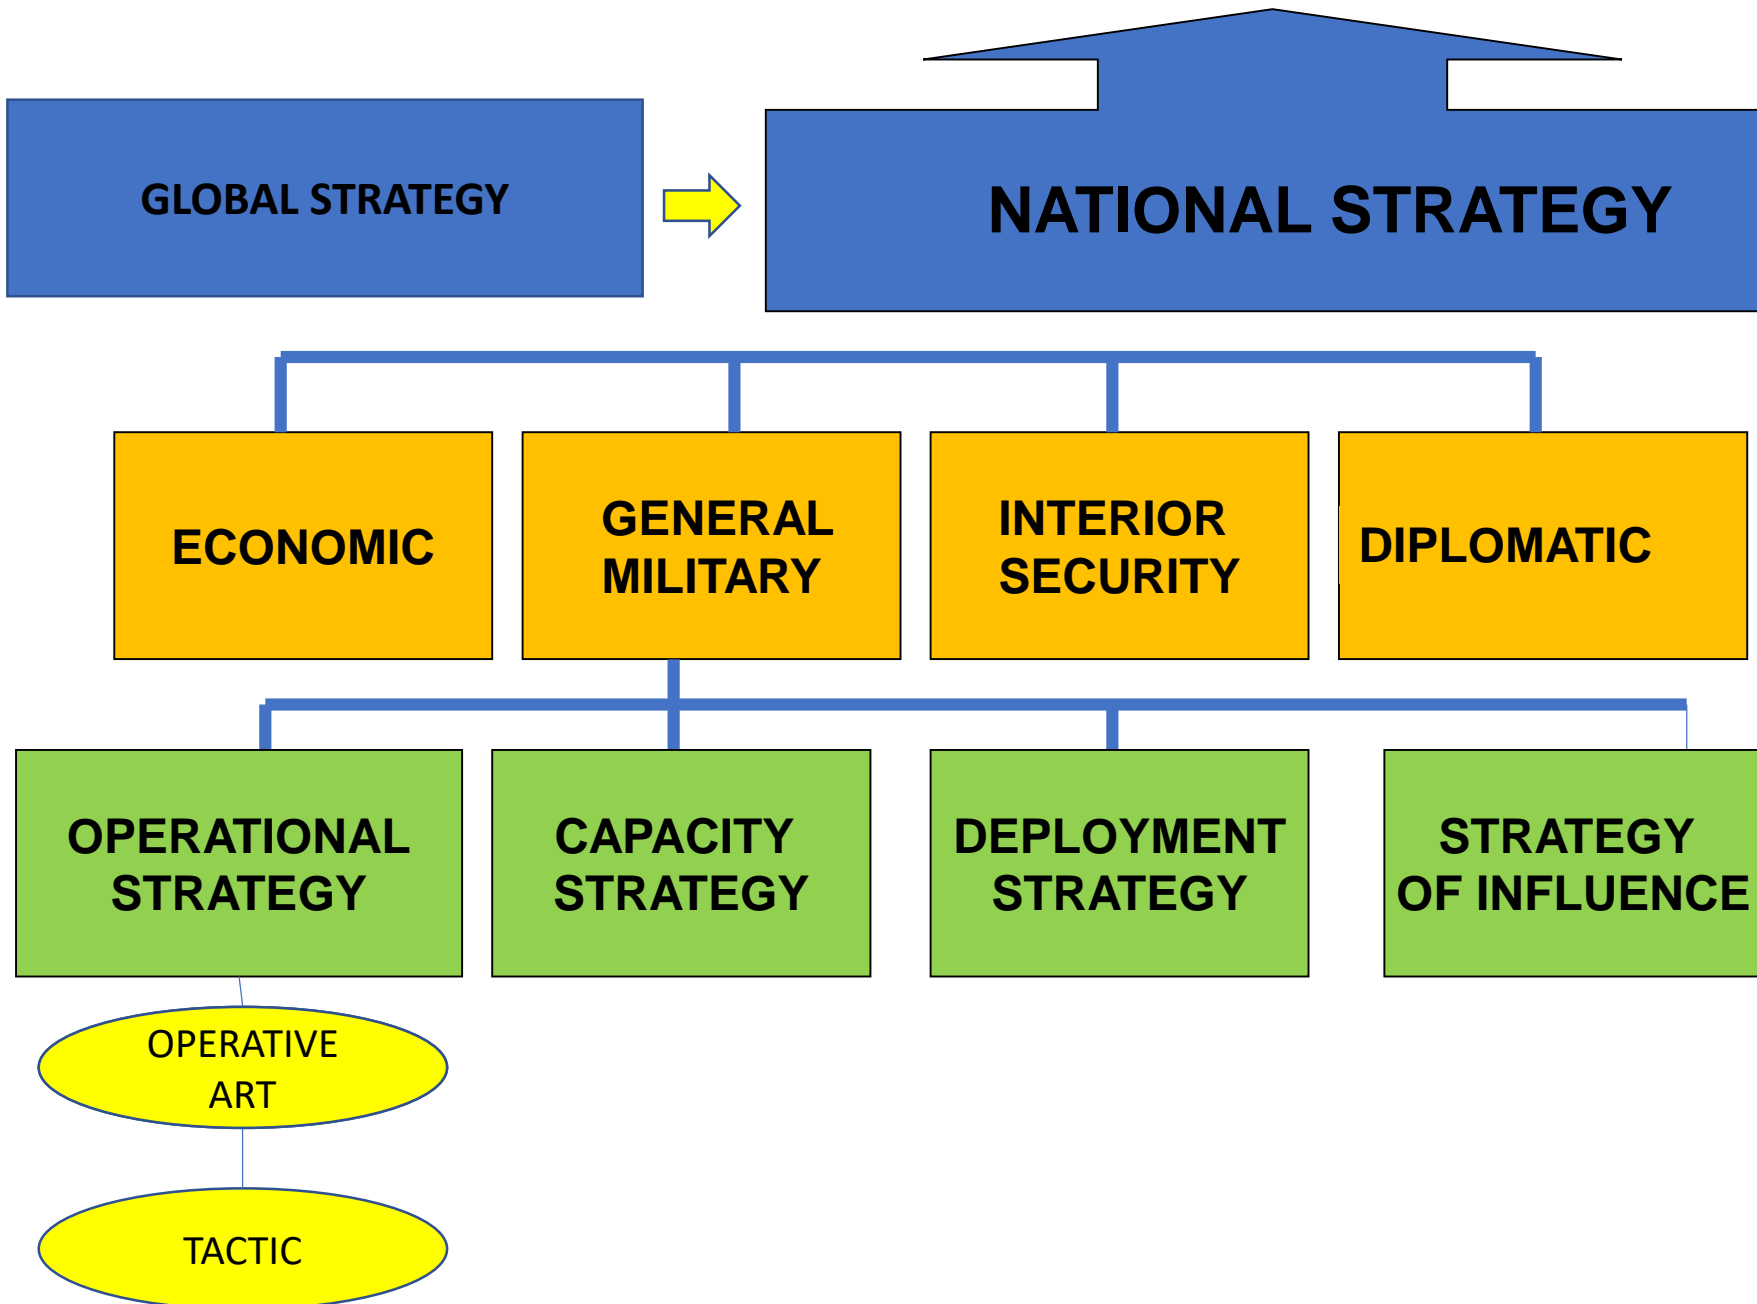 GLOBAL STRATEGY
NATIONAL STRATEGY
ECONOMIC
GENERAL
MILITARY
INTERIOR
SECURITY
DIPLOMATIC
OPERATIONAL
STRATEGY
CAPACITY
STRATEGY
DEPLOYMENT
STRATEGY
STRATEGY
OF INFLUENCE
OPERATIVE
ART
TACTIC